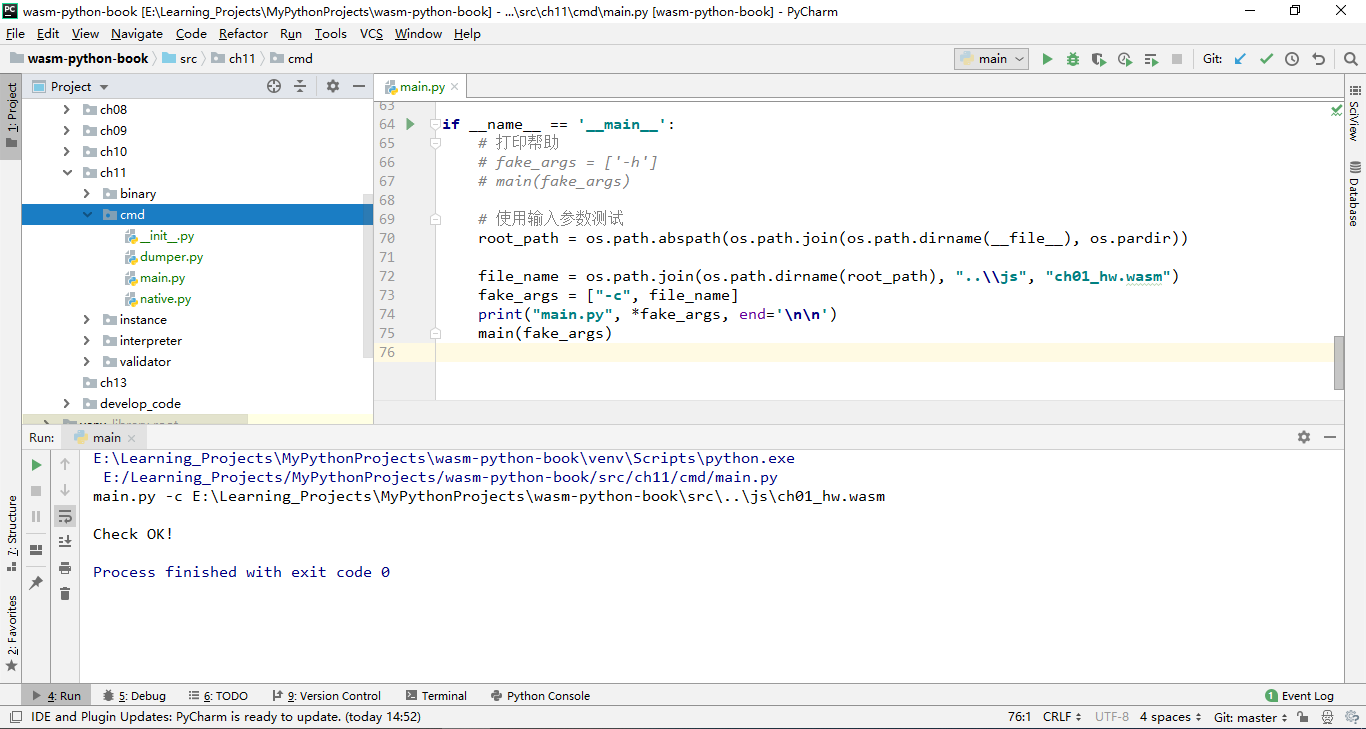 wasm-python-book [E:\Learning_Projects\MyPythonProjects\wasm-python-book] - ...\src\ch11\cmd\main.py [wasm-python-book] - PyCharm
File Edit View Navigate Code Refactor Run Tools VCS Window Help
wasm-python-book src ch11 cmd main Git:
1: Project
Project
ch08
ch09
ch10
ch11
binary
cmd
__init__.py
dumper.py
main.py
native.py
instance
interpreter
validator
ch13
develop_code
venv library root
main.py
63
64 if __name__ == '__main__':
65 # 打印帮助
66 # fake_args = ['-h']
67 # main(fake_args)
68
69 # 使用输入参数测试
70 root_path = os.path.abspath(os.path.join(os.path.dirname(__file__), os.pardir))
71
72 file_name = os.path.join(os.path.dirname(root_path), "..\\js", "ch01_hw.wasm")
73 fake_args = ["-c", file_name]
74 print("main.py", *fake_args, end='\n\n')
75 main(fake_args)
76
SciView
Database
Run: main
E:\Learning_Projects\MyPythonProjects\wasm-python-book\venv\Scripts\python.exe
E:/Learning_Projects/MyPythonProjects/wasm-python-book/src/ch11/cmd/main.py
main.py -c E:\Learning_Projects\MyPythonProjects\wasm-python-book\src\..\js\ch01_hw.wasm
Check OK!
Process finished with exit code 0
7: Structure
2: Favorites
4: Run 5: Debug 6: TODO 9: Version Control Terminal Python Console 1 Event Log
IDE and Plugin Updates: PyCharm is ready to update. (today 14:52) 76:1 CRLF UTF-8 4 spaces Git: master